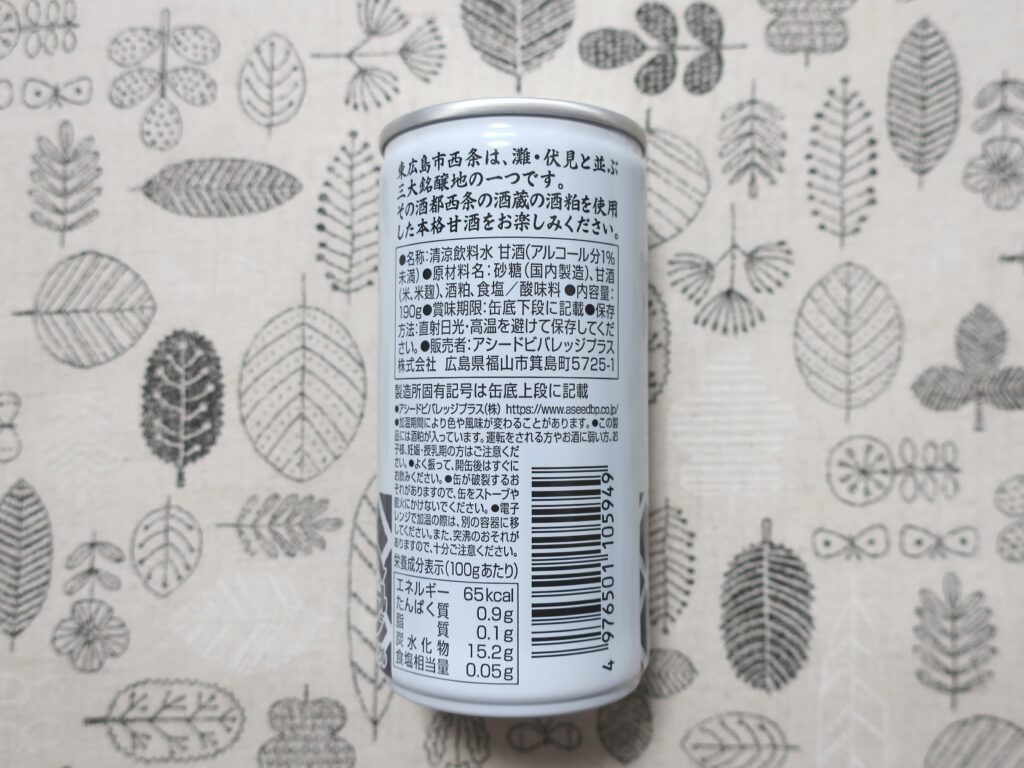 東広島市西条は、灘・伏見と並ぶ
三大銘醸地の一つです。
その酒都西条の酒蔵の酒粕を使用
した本格甘酒をお楽しみください。
●名称:清涼飲料水 甘酒(アルコール分1%
未満)●原材料名:砂糖(国内製造)、甘酒
(米、米麹)、酒粕、食塩/酸味料 ●内容量:
190g●賞味期限:缶底下段に記載●保存
方法:直射日光・高温を避けて保存してくだ
さい。●販売者:アシードビバレッジプラス
株式会社 広島県福山市箕島町5725-1
製造所固有記号は缶底上段に記載
●アシードビバレッジプラス(株) https://www.aseedbp.co.jp/
●加温期間により色や風味が変わることがあります。●この製
品には酒粕が入っています。運転をされる方やお酒に弱い方、お
子様、妊娠・授乳期の方はご注意くだ
さい。●よく振って、開缶後はすぐに
お飲みください。●缶が破裂するお
それがありますので、缶をストーブや
直火にかけないでください。●電子
レンジで加温の際は、別の容器に移
してください。また、突沸のおそれが
ありますので、十分ご注意ください。
栄養成分表示(100gあたり)
エネルギー 65kcal
たんぱく質 0.9g
脂質 0.1g
炭水化物 15.2g
食塩相当量 0.05g
4 976501 105949